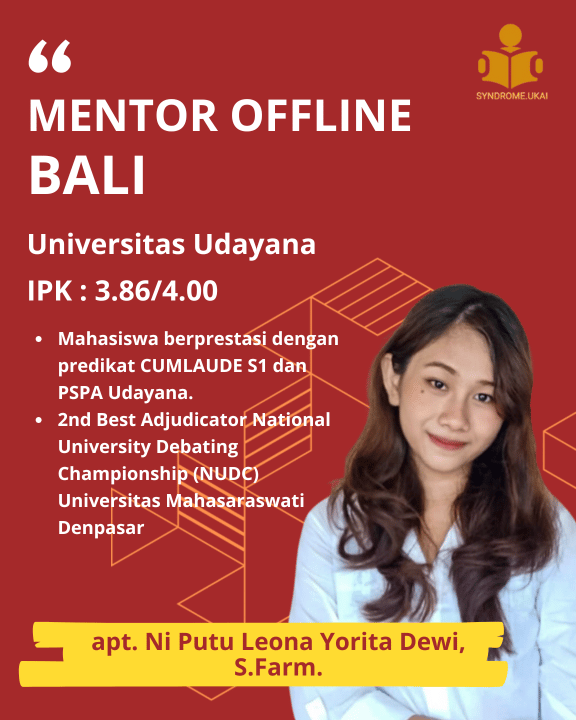 SYNDROME.UKAI
“
MENTOR OFFLINE
BALI
Universitas Udayana
IPK : 3.86/4.00
• Mahasiswa berprestasi dengan
predikat CUMLAUDE S1 dan
PSPA Udayana.
• 2nd Best Adjudicator National
University Debating
Championship (NUDC)
Universitas Mahasaraswati
Denpasar
apt. Ni Putu Leona Yorita Dewi,
S.Farm.